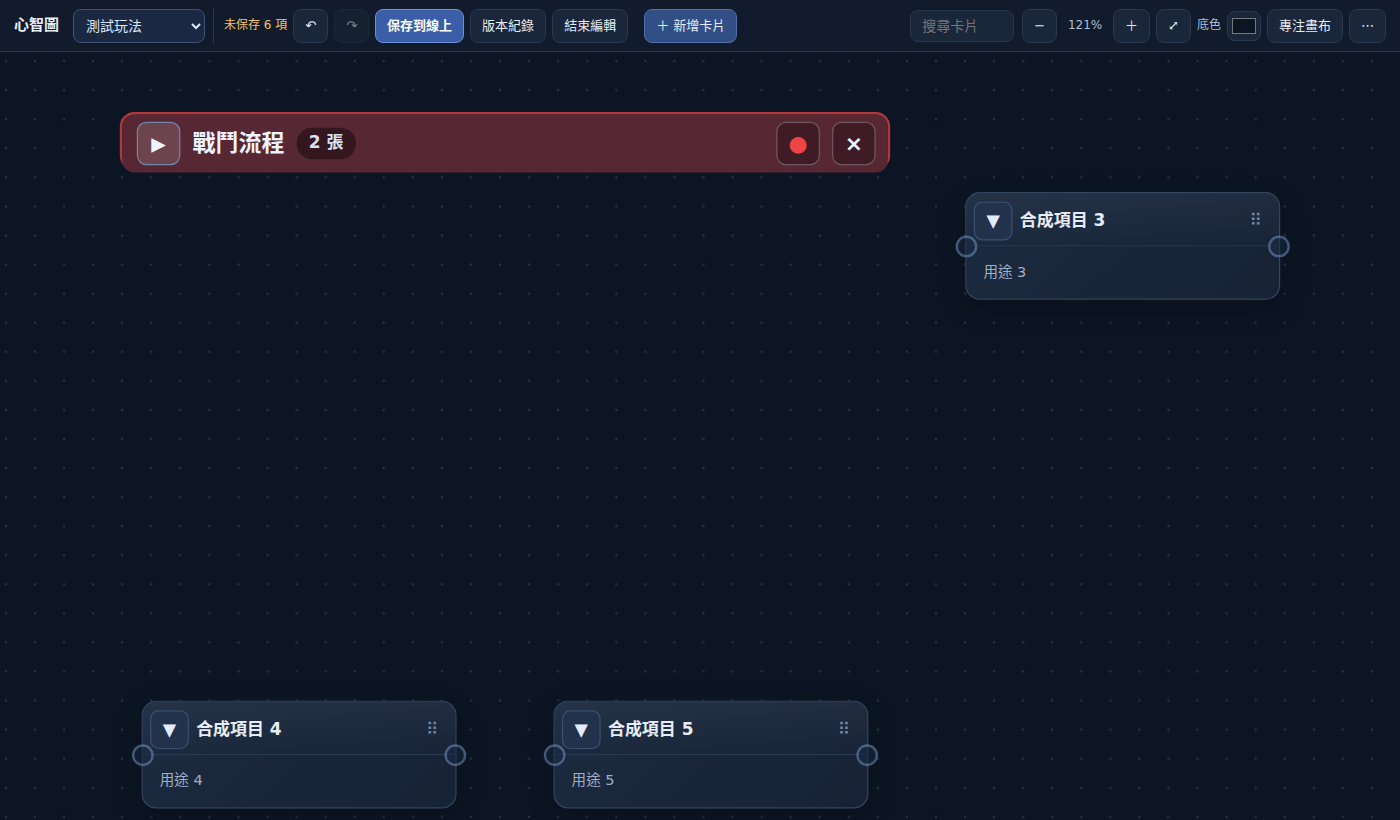 心智圖 測試玩法 未保存 6 項 ↶ ↷ 保存到線上 版本紀錄 結束編輯 ＋ 新增卡片 搜尋卡片 − 121% ＋ ⤢ 底色 專注畫布 ⋯
▶ 戰鬥流程 2 張 ✕
▼ 合成項目 3
用途 3
▼ 合成項目 4
用途 4
▼ 合成項目 5
用途 5